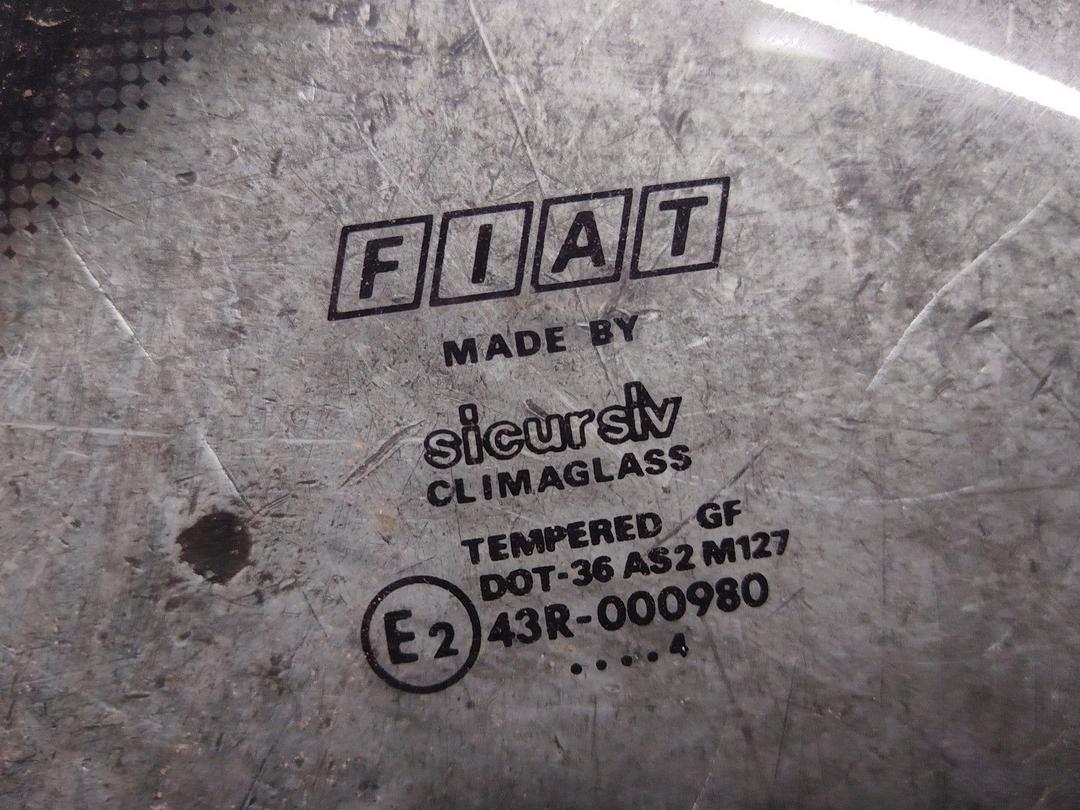 FIAT
MADE BY
sicursiv
CLIMAGLASS
TEMPERED GF
DOT-36 AS2 M127
E2 43R-000980
....4